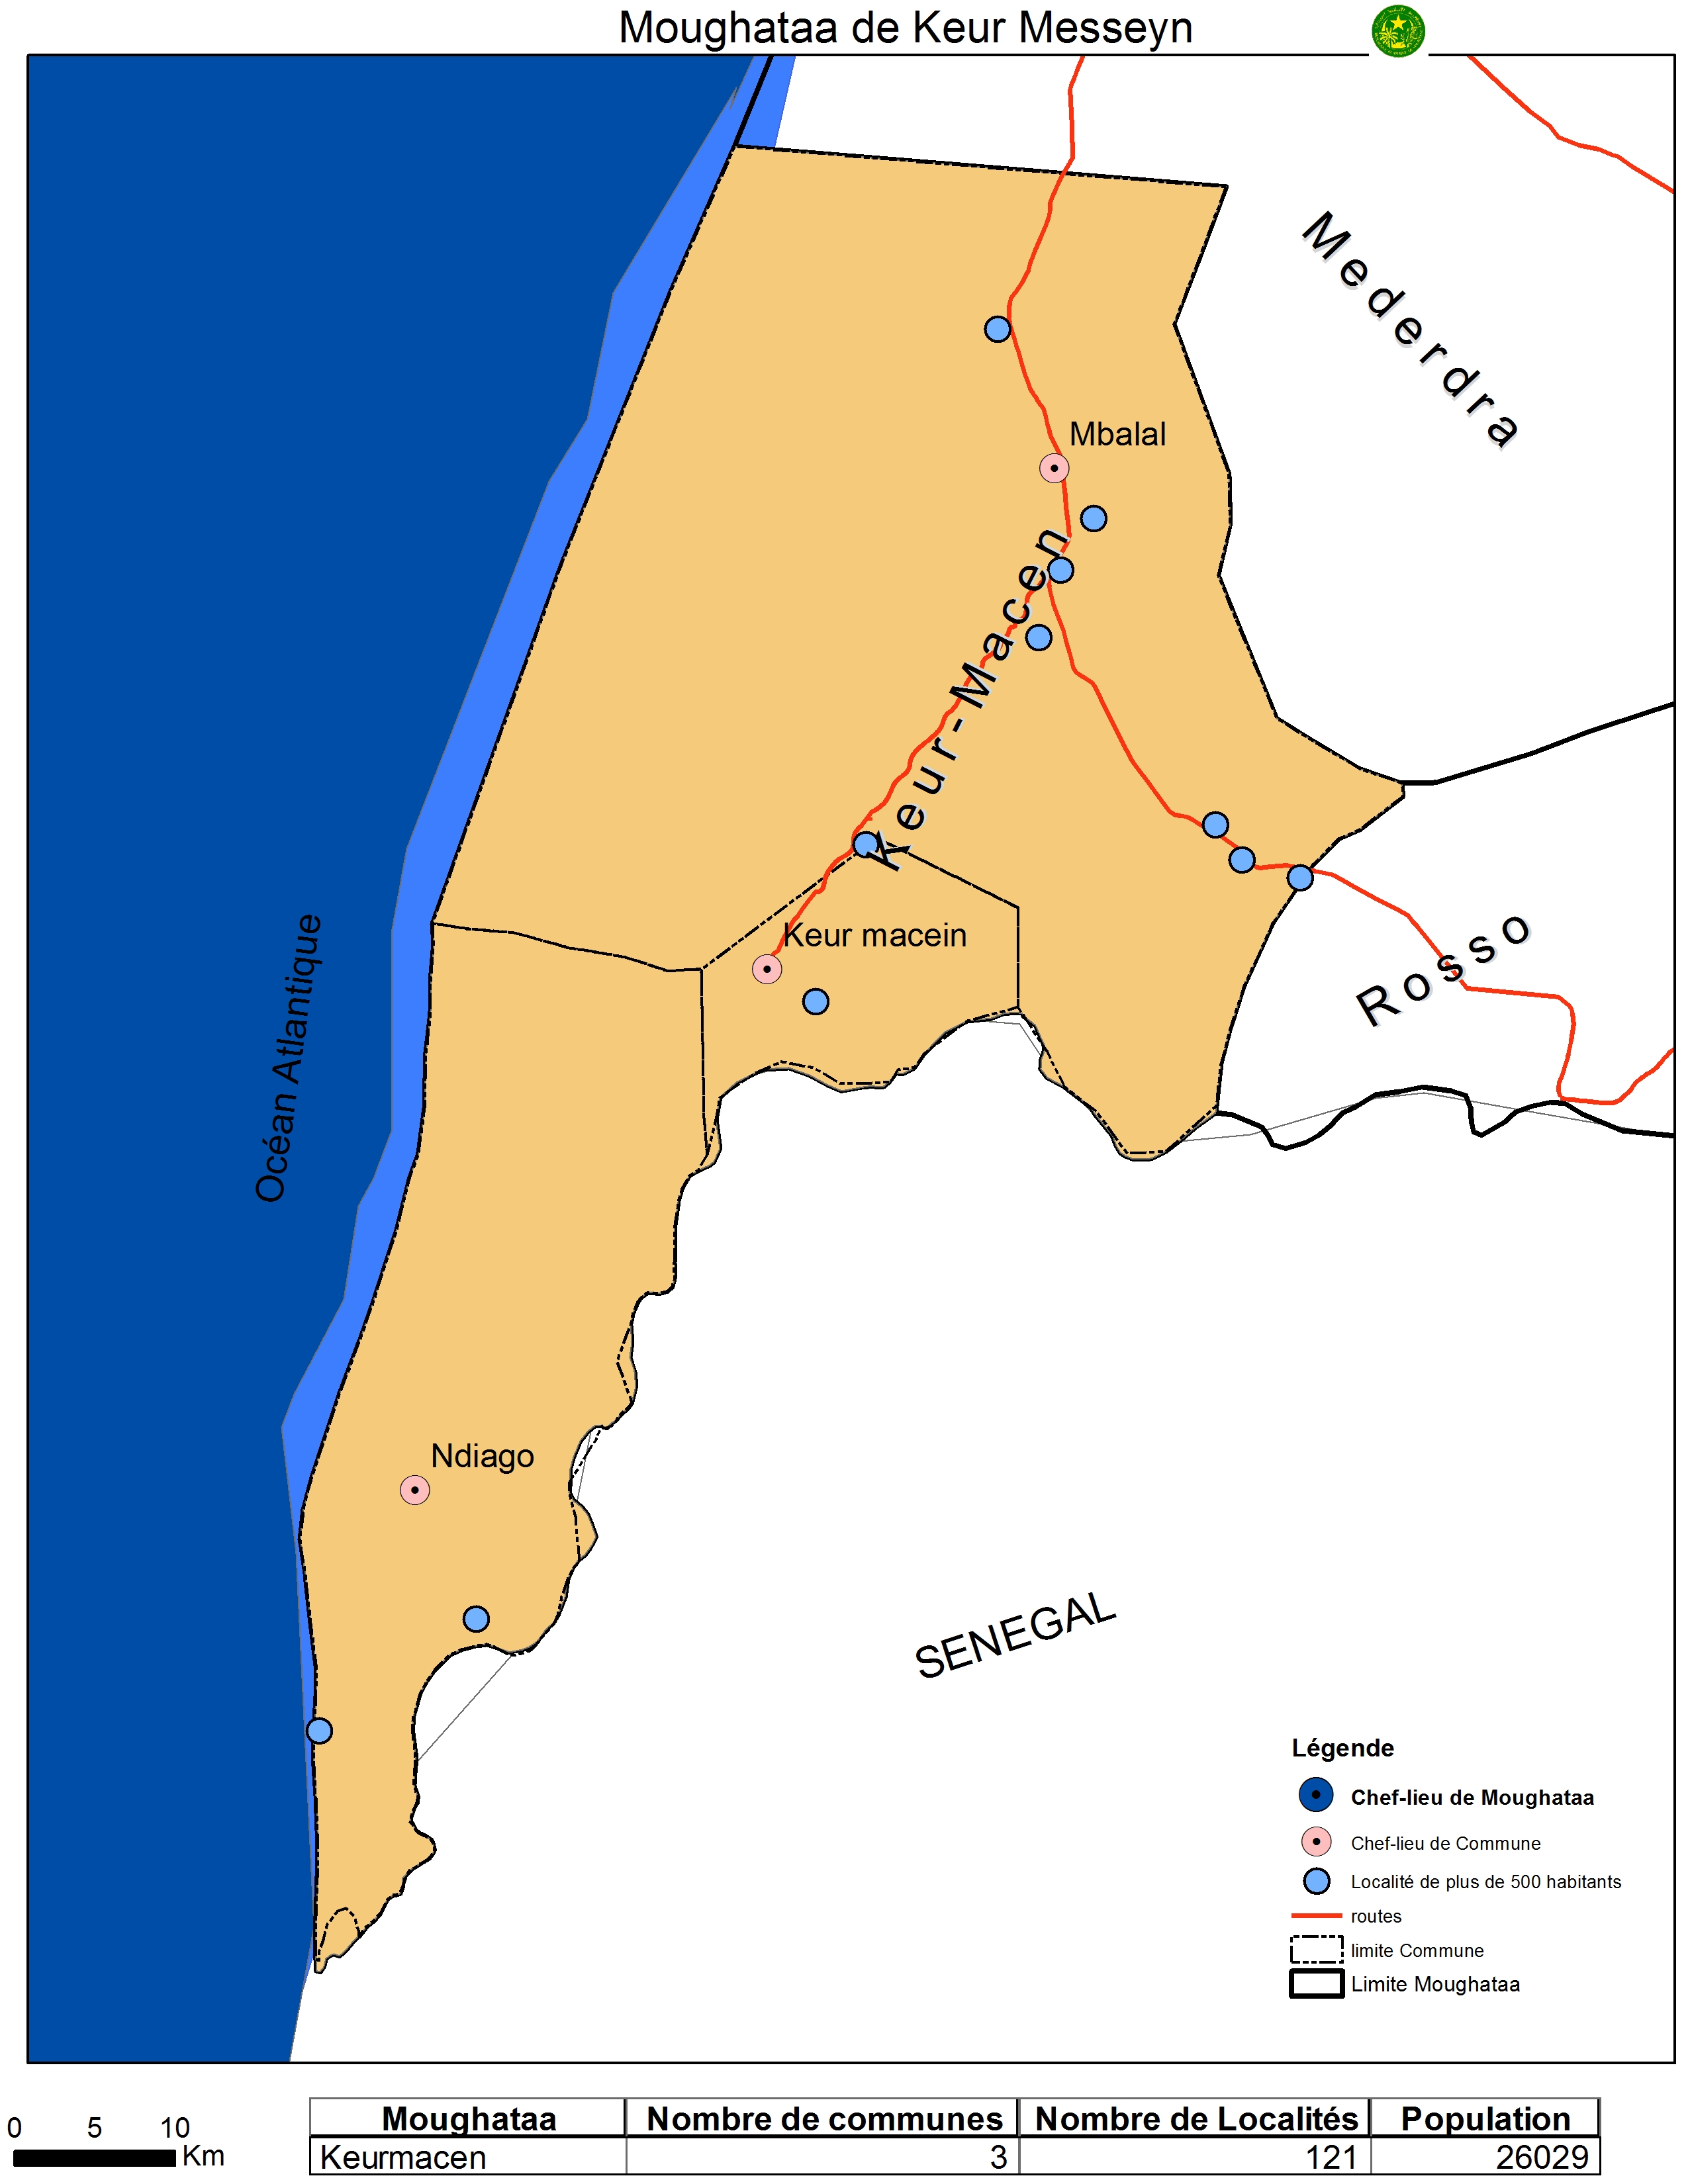 Moughataa de Keur Messeyn
Mederdra
Mbalal
Keur-Macen
Keur macein
Rosso
Océan Atlantique
Ndiago
SENEGAL
Légende
Chef-lieu de Moughataa
Chef-lieu de Commune
Localité de plus de 500 habitants
routes
limite Commune
Limite Moughataa
0 5 10
Km
Moughataa Nombre de communes Nombre de Localités Population
Keurmacen 3 121 26029